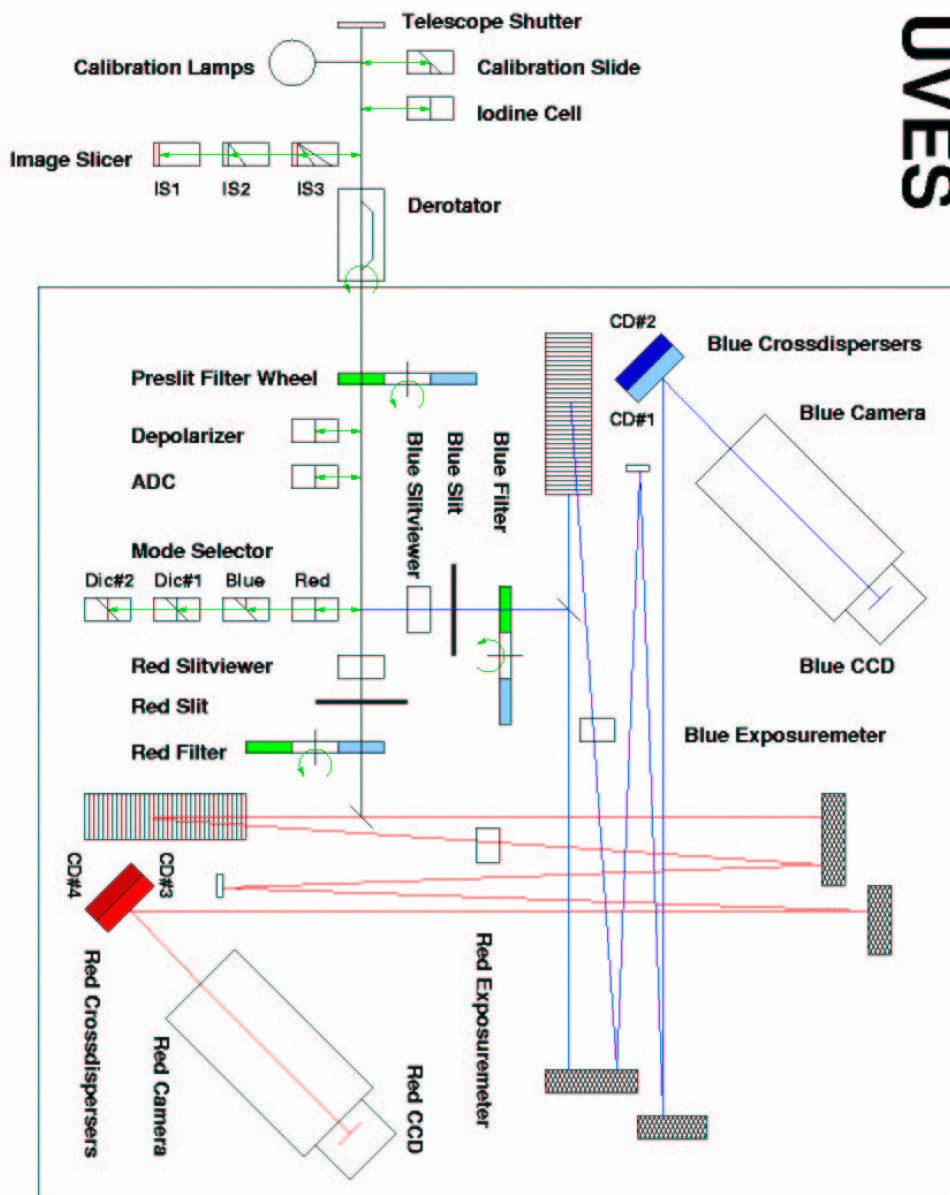 UVES
Telescope Shutter
Calibration Lamps
Calibration Slide
Iodine Cell
Image Slicer
IS1
IS2
IS3
Derotator
CD#2
Blue Crossdispersers
Preslit Filter Wheel
CD#1
Blue Camera
Depolarizer
ADC
Blue Slitviewer
Blue Slit
Blue Filter
Mode Selector
Dic#2
Dic#1
Blue
Red
Red Slitviewer
Blue CCD
Red Slit
Blue Exposuremeter
Red Filter
CD#4
CD#3
Red Crossdispersers
Red Camera
Red CCD
Red Exposuremeter